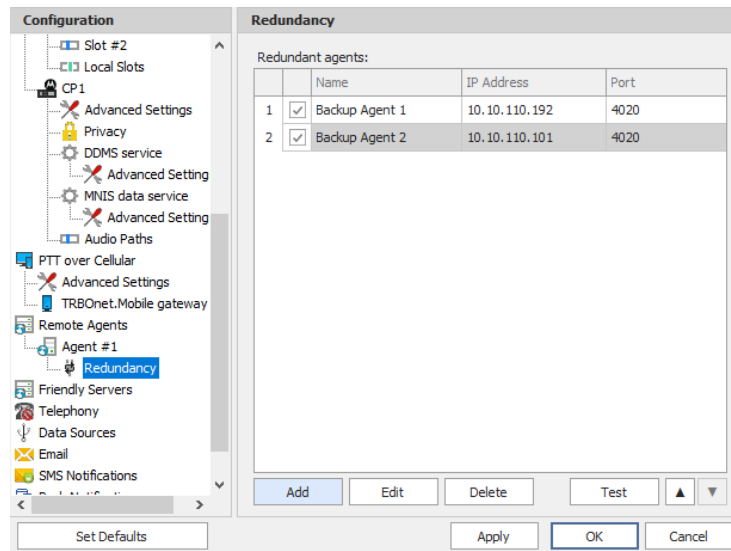 Configuration
Slot #2
Local Slots
CP1
Advanced Settings
Privacy
DDMS service
Advanced Setting
MNIS data service
Advanced Setting
Audio Paths
PTT over Cellular
Advanced Settings
TRBOnet.Mobile gateway
Remote Agents
Agent #1
Redundancy
Friendly Servers
Telephony
Data Sources
Email
SMS Notifications
Set Defaults
Redundancy
Redundant agents:
Name IP Address Port
1 Backup Agent 1 10.10.110.192 4020
2 Backup Agent 2 10.10.110.101 4020
Add Edit Delete Test
Apply OK Cancel